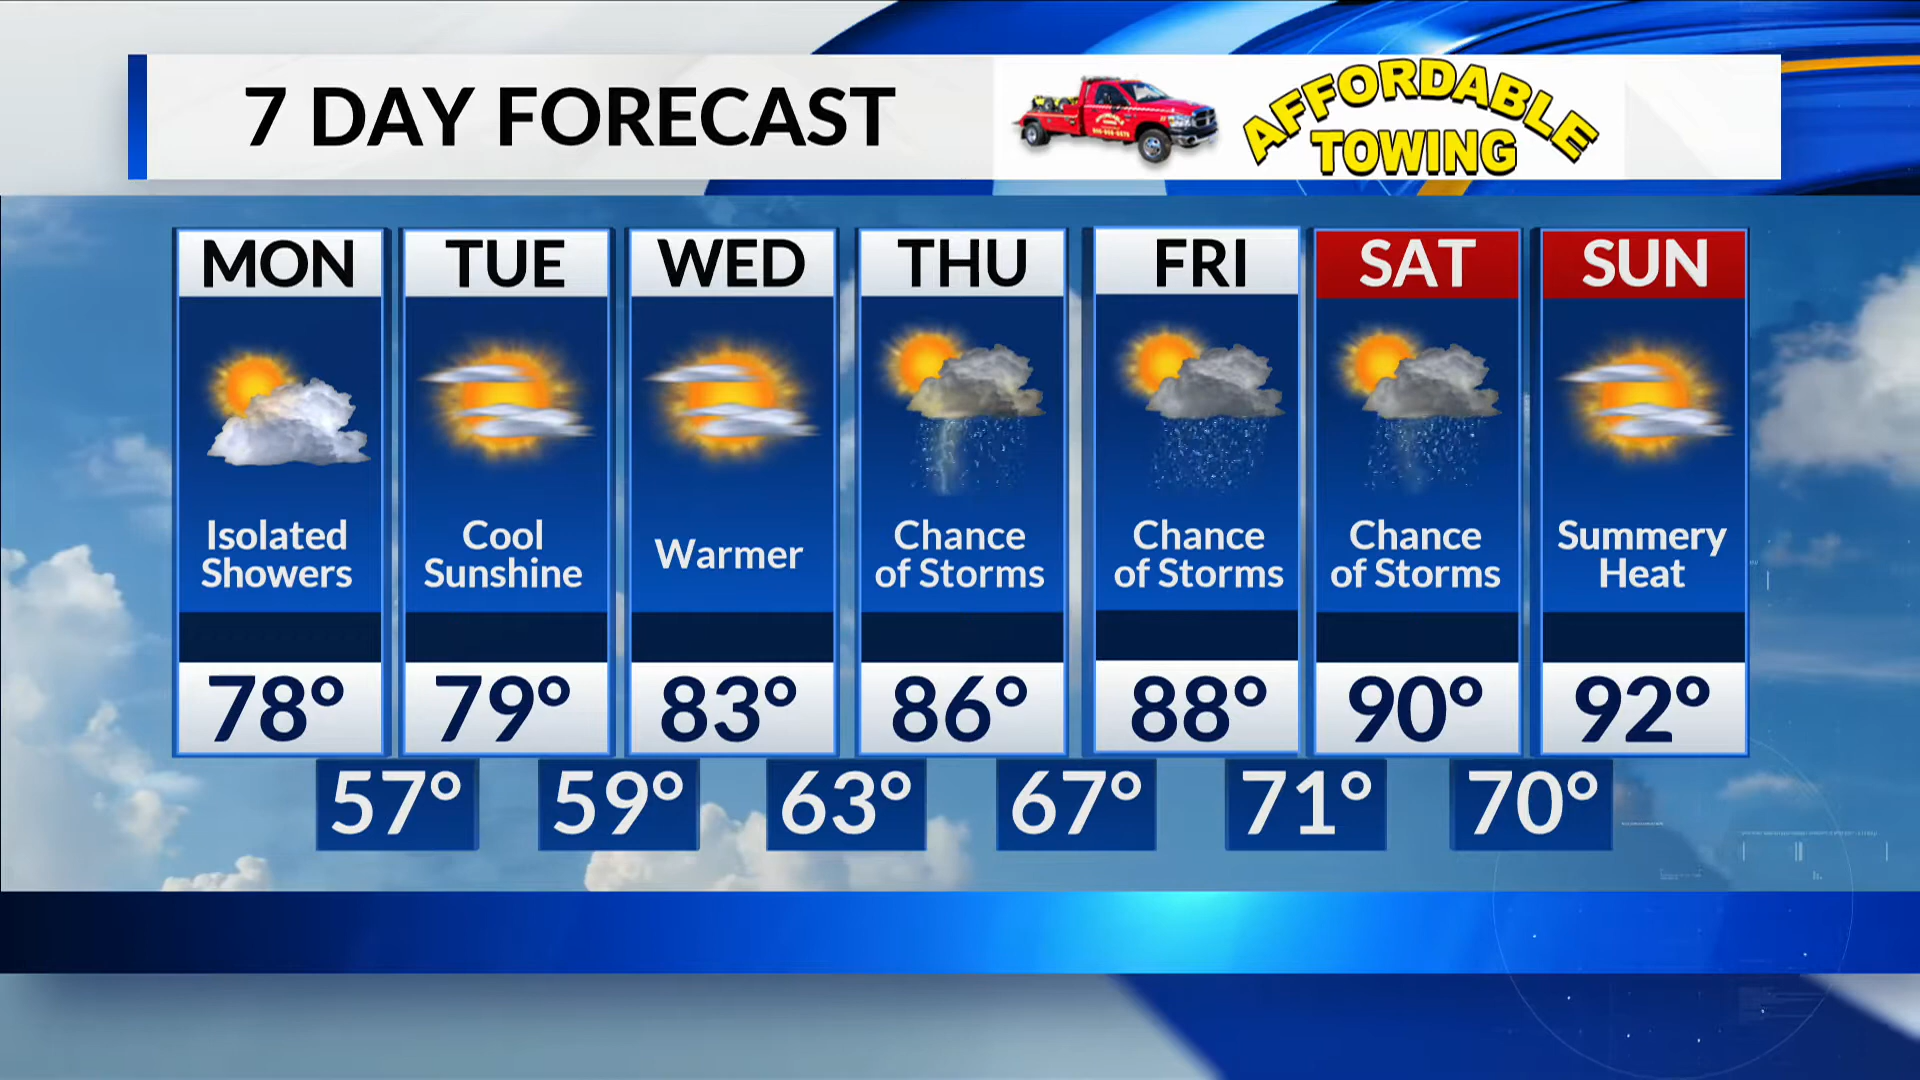 7 DAY FORECAST
AFFORDABLE
TOWING
MON
TUE
WED
THU
FRI
SAT
SUN
Isolated
Showers
Cool
Sunshine
Warmer
Chance
of Storms
Chance
of Storms
Chance
of Storms
Summery
Heat
78°
79°
83°
86°
88°
90°
92°
57°
59°
63°
67°
71°
70°